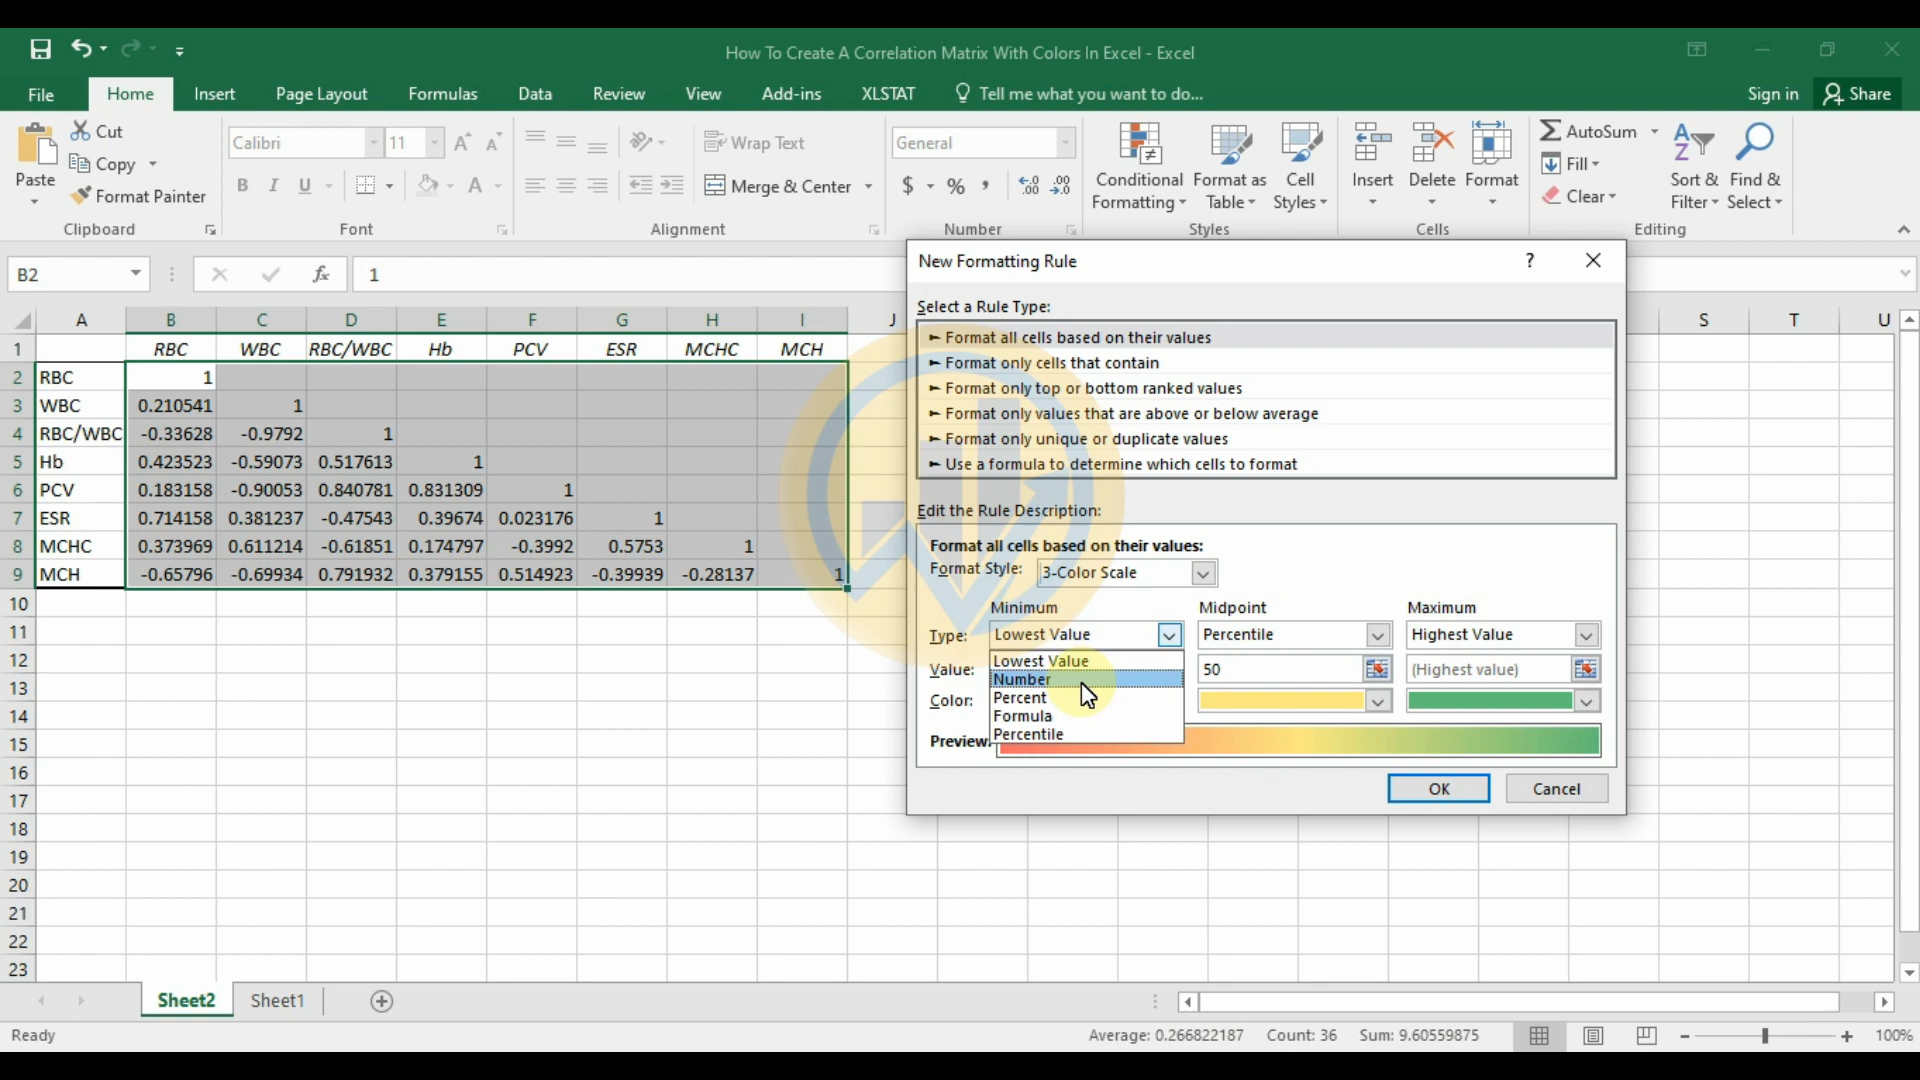 How To Create A Correlation Matrix With Colors In Excel - Excel
File Home Insert Page Layout Formulas Data Review View Add-ins XLSTAT Tell me what you want to do... Sign in Share
Paste Cut Copy Format Painter Clipboard
Calibri 11 B I U A Font
Wrap Text Merge & Center Alignment
General $ % , Number
Conditional Formatting Format as Table Cell Styles Styles
Insert Delete Format Cells
AutoSum Fill Clear Sort & Filter Find & Select Editing
B2 fx 1
A B C D E F G H I J S T U
1 RBC WBC RBC/WBC Hb PCV ESR MCHC MCH
2 RBC 1
3 WBC 0.210541 1
4 RBC/WBC -0.33628 -0.9792 1
5 Hb 0.423523 -0.59073 0.517613 1
6 PCV 0.183158 -0.90053 0.840781 0.831309 1
7 ESR 0.714158 0.381237 -0.47543 0.39674 0.023176 1
8 MCHC 0.373969 0.611214 -0.61851 0.174797 -0.3992 0.5753 1
9 MCH -0.65796 -0.69934 0.791932 0.379155 0.514923 -0.39939 -0.28137 1
10
11
12
13
14
15
16
17
18
19
20
21
22
23
New Formatting Rule ?
Select a Rule Type:
► Format all cells based on their values
► Format only cells that contain
► Format only top or bottom ranked values
► Format only values that are above or below average
► Format only unique or duplicate values
► Use a formula to determine which cells to format
Edit the Rule Description:
Format all cells based on their values:
Format Style: 3-Color Scale
Minimum Midpoint Maximum
Type: Lowest Value Percentile Highest Value
Value: 50 (Highest value)
Color:
Lowest Value
Number
Percent
Formula
Percentile
Preview:
OK Cancel
Sheet2 Sheet1
Ready Average: 0.266822187 Count: 36 Sum: 9.60559875 100%